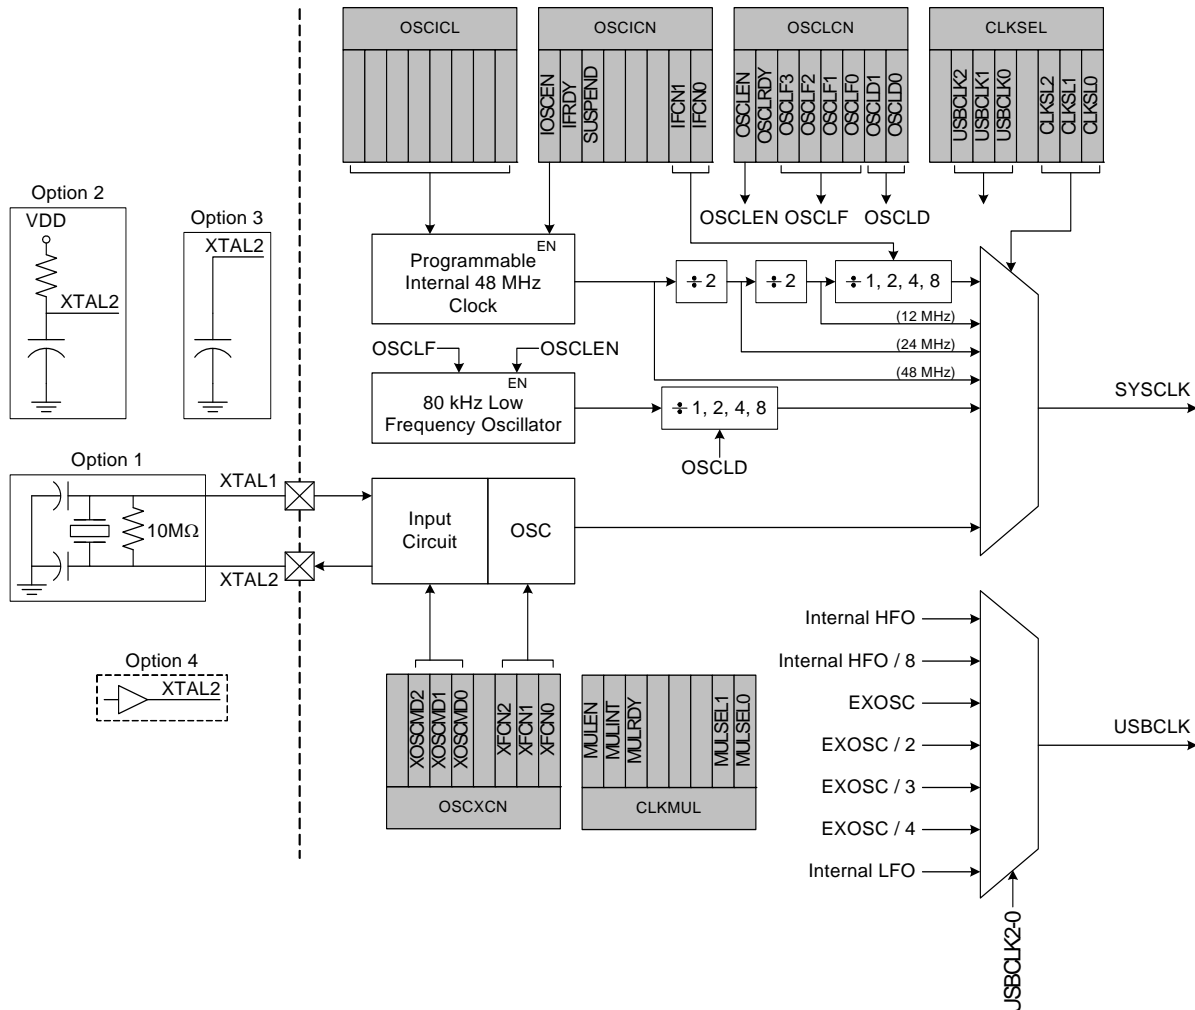 OSCICL
OSCICN
OSCLCN
CLKSEL
IOSCEN
IFRDY
SUSPEND
IFCN1
IFCN0
OSCLEN
OSCLRDY
OSCLF3
OSCLF2
OSCLF1
OSCLF0
OSCLD1
OSCLD0
USBCLK2
USBCLK1
USBCLK0
CLKSL2
CLKSL1
CLKSL0
OSCLEN OSCLF OSCLD
Option 2
VDD
XTAL2
Option 3
XTAL2
EN
Programmable
Internal 48 MHz
Clock
÷ 2
÷ 2
÷ 1, 2, 4, 8
(12 MHz)
(24 MHz)
(48 MHz)
OSCLF
OSCLEN
EN
80 kHz Low
Frequency Oscillator
÷ 1, 2, 4, 8
OSCLD
SYSCLK
Option 1
10MΩ
XTAL1
XTAL2
Input
Circuit
OSC
Option 4
XTAL2
XOSCMD2
XOSCMD1
XOSCMD0
XFCN2
XFCN1
XFCN0
OSCXCN
MULEN
MULINT
MULRDY
MULSEL1
MULSEL0
CLKMUL
Internal HFO
Internal HFO / 8
EXOSC
EXOSC / 2
EXOSC / 3
EXOSC / 4
Internal LFO
USBCLK
USBCLK2-0